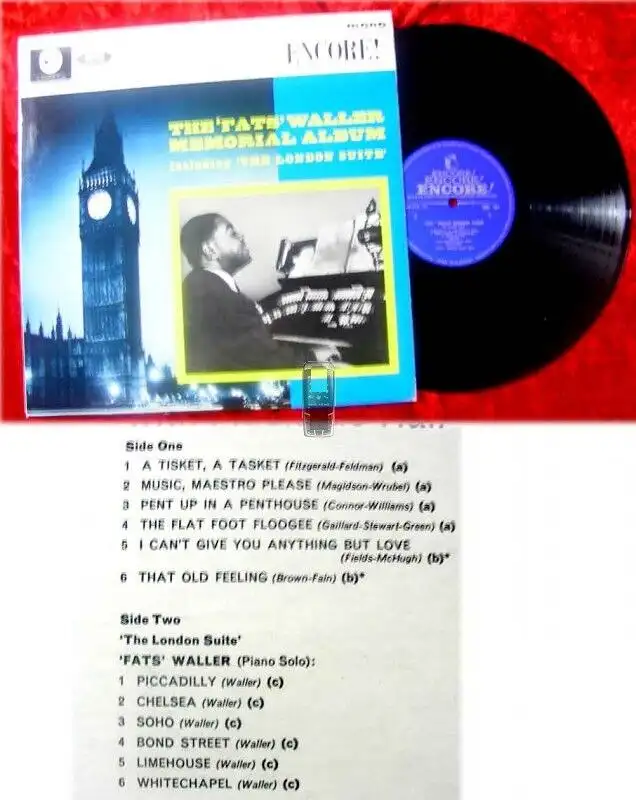 mono
ENCORE!
THE 'FATS' WALLER
MEMORIAL ALBUM
including 'THE LONDON SUITE'
ENCORE!
ENCORE!
ENCORE!
Side One
1 A TISKET, A TASKET (Fitzgerald-Feldman) (a)
2 MUSIC, MAESTRO PLEASE (Magidson-Wrubel) (a)
3 PENT UP IN A PENTHOUSE (Connor-Williams) (a)
4 THE FLAT FOOT FLOOGEE (Gaillard-Stewart-Green) (a)
5 I CAN'T GIVE YOU ANYTHING BUT LOVE
(Fields-McHugh) (b)*
6 THAT OLD FEELING (Brown-Fain) (b)*
Side Two
'The London Suite'
'FATS' WALLER (Piano Solo):
1 PICCADILLY (Waller) (c)
2 CHELSEA (Waller) (c)
3 SOHO (Waller) (c)
4 BOND STREET (Waller) (c)
5 LIMEHOUSE (Waller) (c)
6 WHITECHAPEL (Waller) (c)